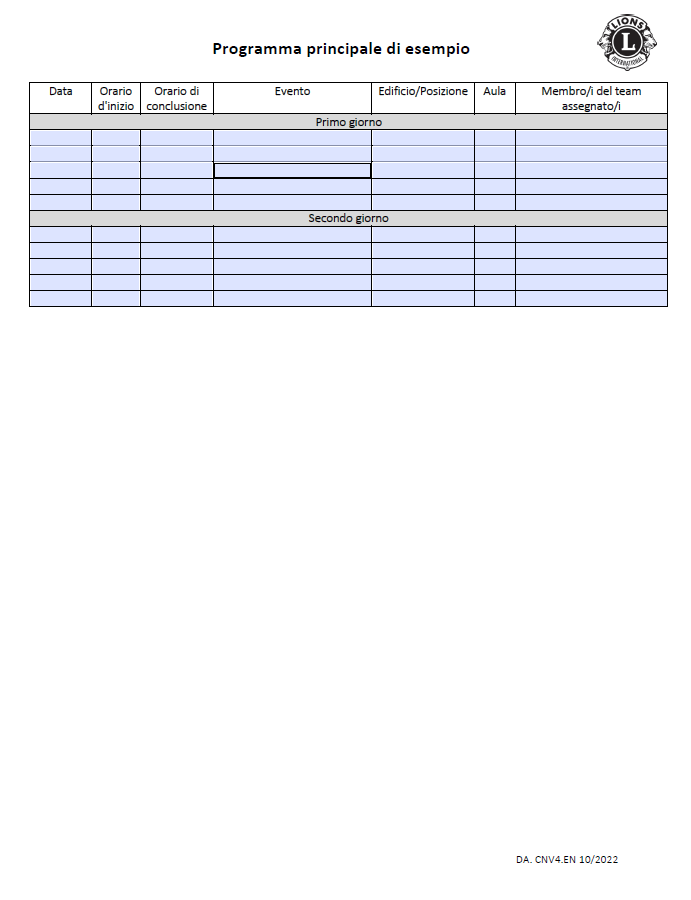 LIONS
L
INTERNATIONAL
Programma principale di esempio
Data Orario d'inizio Orario di conclusione Evento Edificio/Posizione Aula Membro/i del team assegnato/i
Primo giorno
Secondo giorno
DA. CNV4.EN 10/2022